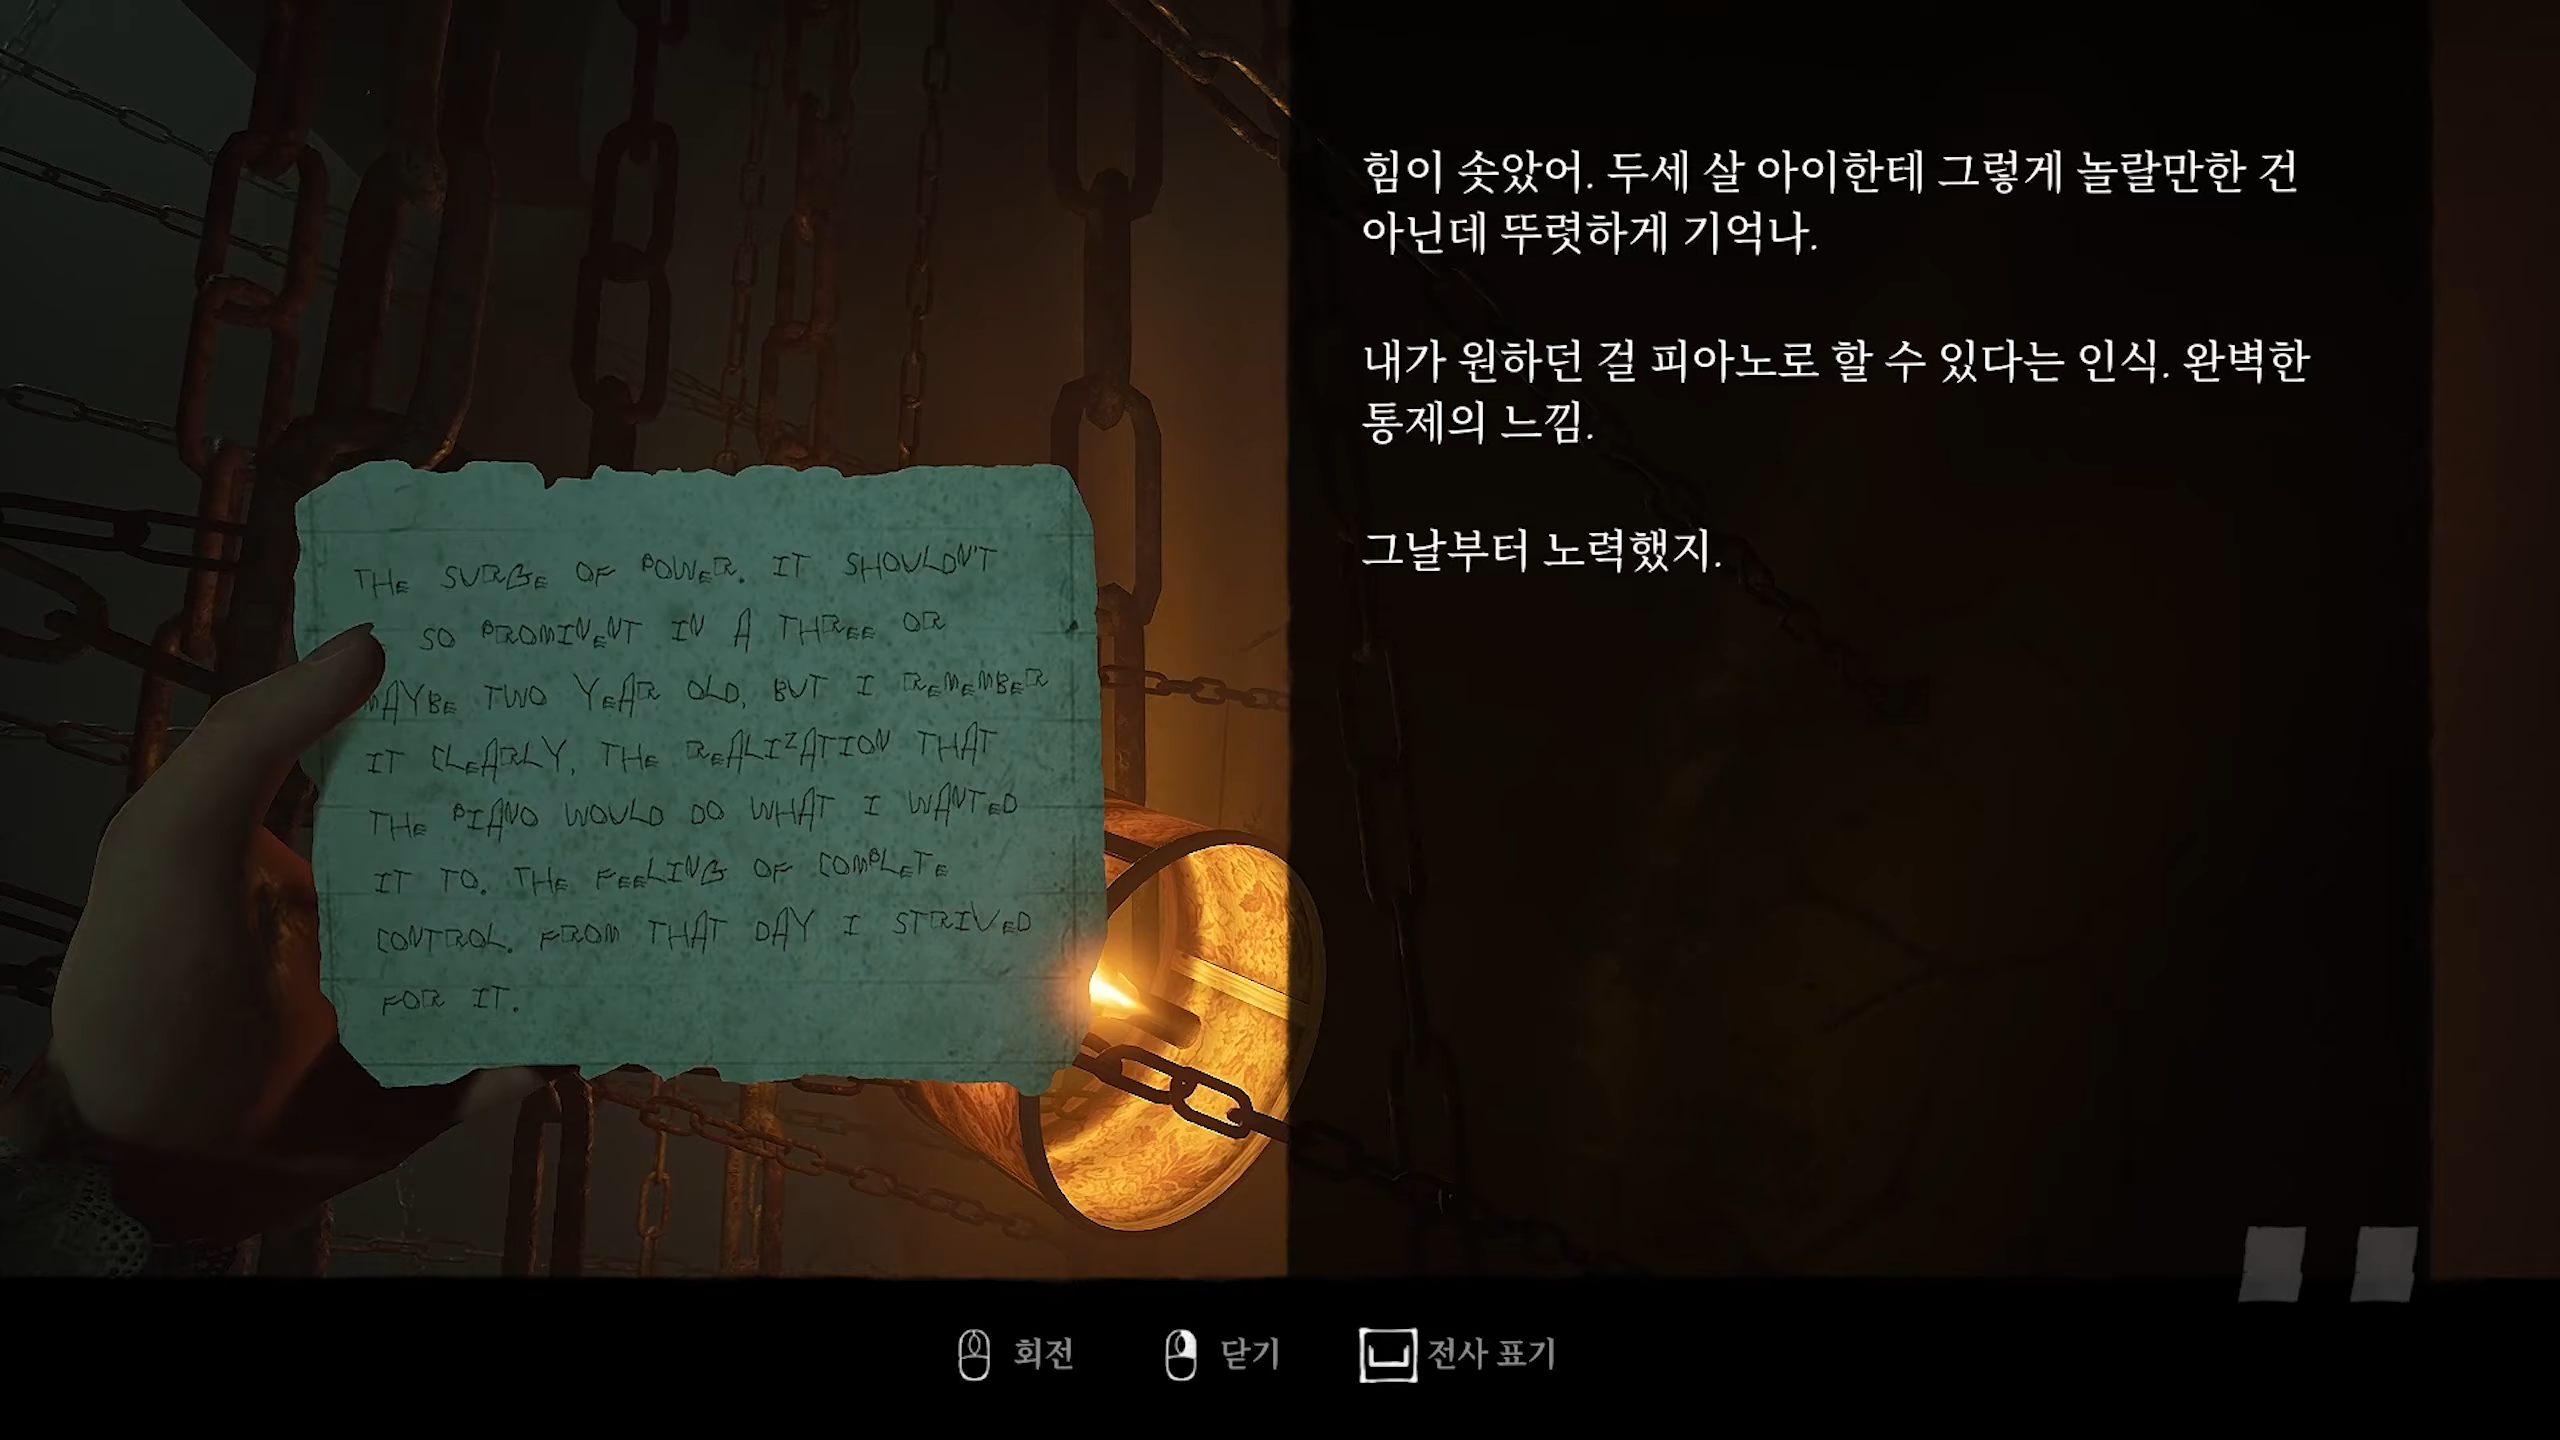 THE SURGE OF POWER. IT SHOULDN'T
SO PROMINENT IN A THREE OR
MAYBE TWO YEAR OLD, BUT I REMEMBER
IT CLEARLY, THE REALIZATION THAT
THE PIANO WOULD DO WHAT I WANTED
IT TO. THE FEELING OF COMPLETE
CONTROL. FROM THAT DAY I STRIVED
FOR IT.
힘이 솟았어. 두세 살 아이한테 그렇게 놀랄만한 건
아닌데 뚜렷하게 기억나.
내가 원하던 걸 피아노로 할 수 있다는 인식. 완벽한
통제의 느낌.
그날부터 노력했지.
회전
닫기
전사 표기